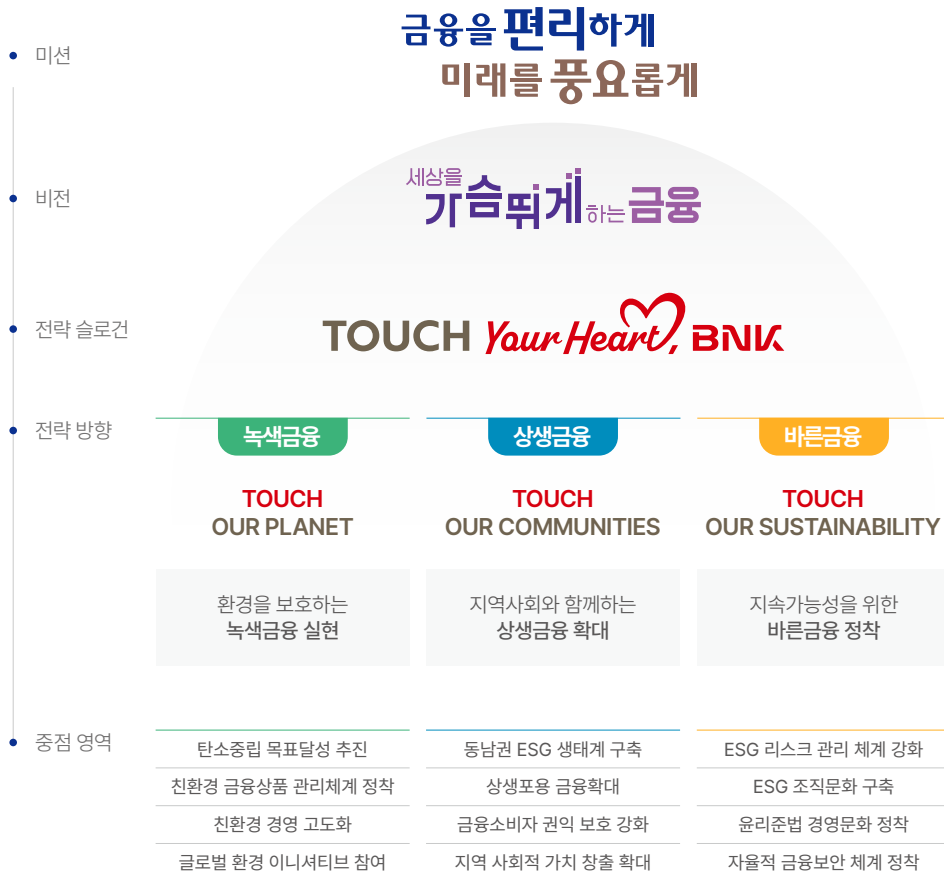 미션
금융을 편리하게
미래를 풍요롭게
비전
세상을
가슴뛰게하는 금융
전략 슬로건
TOUCH Your Heart, BNK
전략 방향
녹색금융
상생금융
바른금융
TOUCH
OUR PLANET
TOUCH
OUR COMMUNITIES
TOUCH
OUR SUSTAINABILITY
환경을 보호하는
녹색금융 실현
지역사회와 함께하는
상생금융 확대
지속가능성을 위한
바른금융 정착
중점 영역
탄소중립 목표달성 추진
동남권 ESG 생태계 구축
ESG 리스크 관리 체계 강화
친환경 금융상품 관리체계 정착
상생포용 금융확대
ESG 조직문화 구축
친환경 경영 고도화
금융소비자 권익 보호 강화
윤리준법 경영문화 정착
글로벌 환경 이니셔티브 참여
지역 사회적 가치 창출 확대
자율적 금융보안 체계 정착